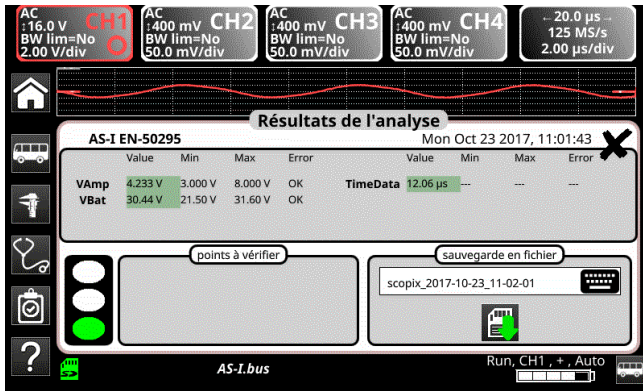 AC
↕16.0 V CH1
BW lim=No
2.00 V/div
AC
↕400 mV CH2
BW lim=No
50.0 mV/div
AC
↕400 mV CH3
BW lim=No
50.0 mV/div
AC
↕400 mV CH4
BW lim=No
50.0 mV/div
←20.0 µs→
125 MS/s
2.00 µs/div
Résultats de l'analyse
AS-I EN-50295 Mon Oct 23 2017, 11:01:43
Value Min Max Error Value Min Max Error
VAmp 4.233 V 3.000 V 8.000 V OK TimeData 12.06 µs --- --- ---
VBat 30.44 V 21.50 V 31.60 V OK
points à vérifier
sauvegarde en fichier
scopix_2017-10-23_11-02-01
?
AS-I.bus
Run, CH1 , + , Auto